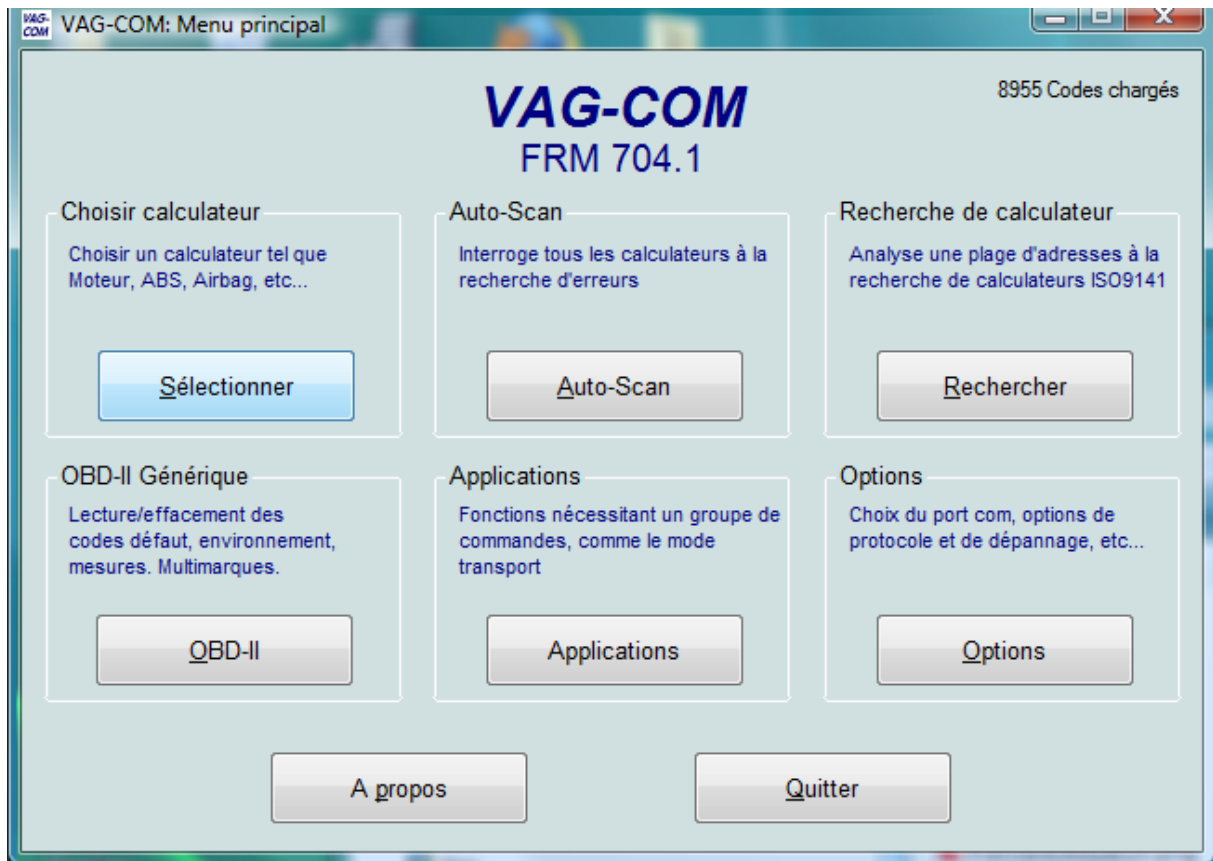 VAG-COM
VAG-COM: Menu principal
8955 Codes chargés
VAG-COM
FRM 704.1
Choisir calculateur
Choisir un calculateur tel que
Moteur, ABS, Airbag, etc...
Sélectionner
Auto-Scan
Interroge tous les calculateurs à la
recherche d'erreurs
Auto-Scan
Recherche de calculateur
Analyse une plage d'adresses à la
recherche de calculateurs ISO9141
Rechercher
OBD-II Générique
Lecture/effacement des
codes défaut, environnement,
mesures. Multimarques.
OBD-II
Applications
Fonctions nécessitant un groupe de
commandes, comme le mode
transport
Applications
Options
Choix du port com, options de
protocole et de dépannage, etc...
Options
A propos
Quitter